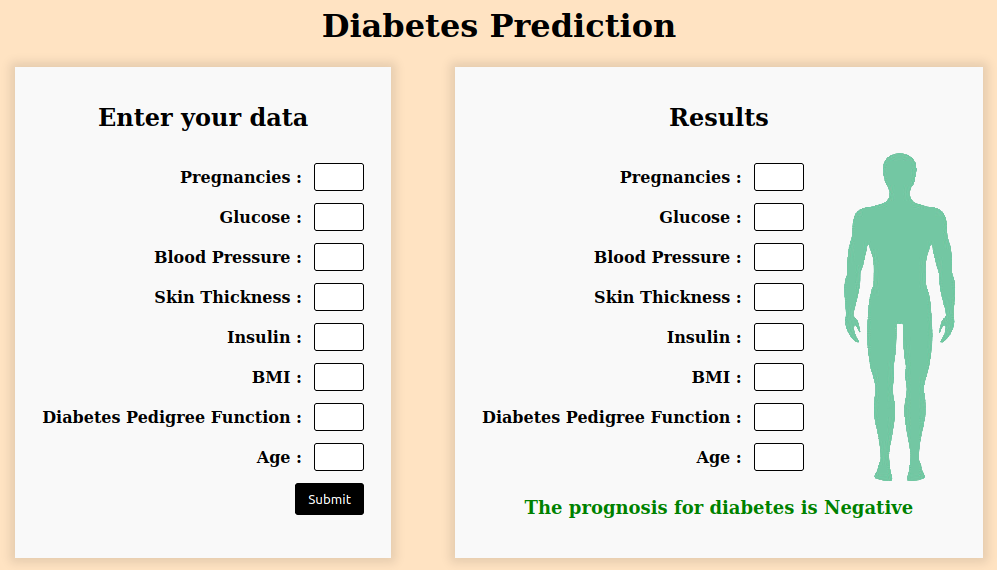 Diabetes Prediction
Enter your data
Pregnancies :
Glucose :
Blood Pressure :
Skin Thickness :
Insulin :
BMI :
Diabetes Pedigree Function :
Age :
Submit
Results
Pregnancies :
Glucose :
Blood Pressure :
Skin Thickness :
Insulin :
BMI :
Diabetes Pedigree Function :
Age :
The prognosis for diabetes is Negative